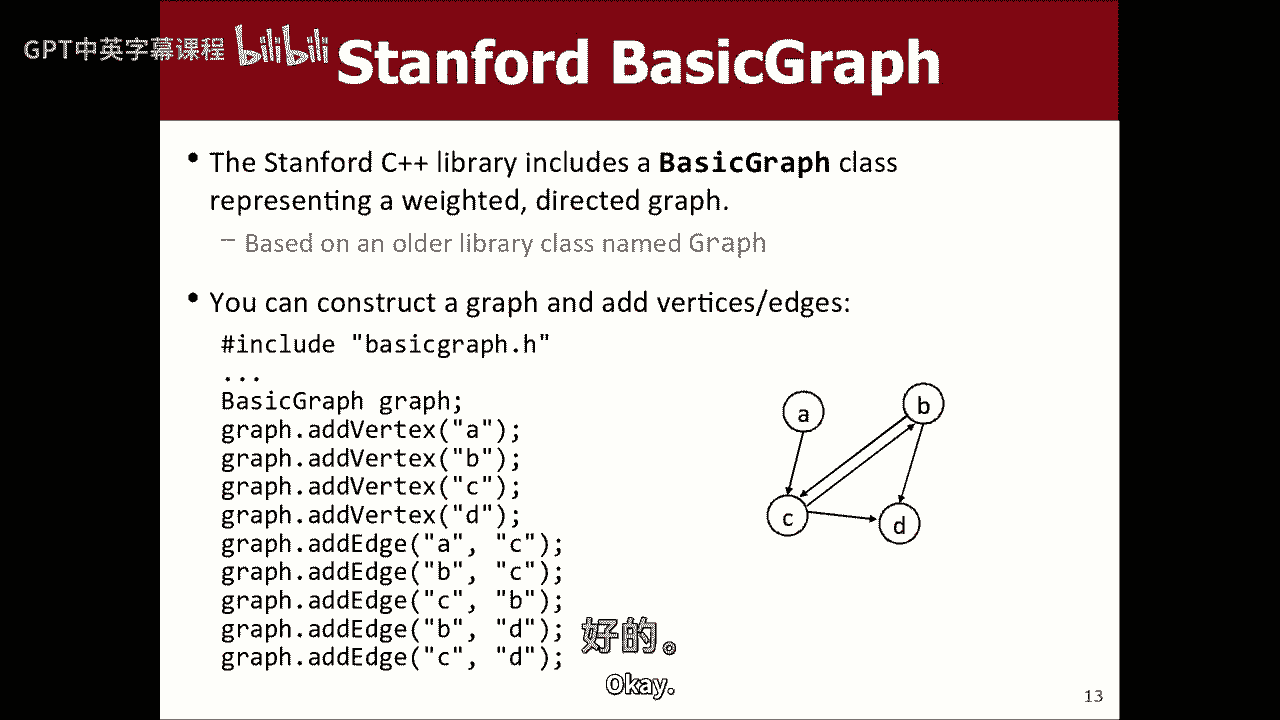 GPT中英字幕课程 bilibili
Stanford BasicGraph
• The Stanford C++ library includes a BasicGraph class
representing a weighted, directed graph.
– Based on an older library class named Graph
• You can construct a graph and add vertices/edges:
#include "basicgraph.h"
...
BasicGraph graph;
graph.addVertex("a");
graph.addVertex("b");
graph.addVertex("c");
graph.addVertex("d");
graph.addEdge("a", "c");
graph.addEdge("b", "c");
graph.addEdge("c", "b");
graph.addEdge("b", "d");
graph.addEdge("c", "d");
a
b
c
d
好的。
Okay.
13